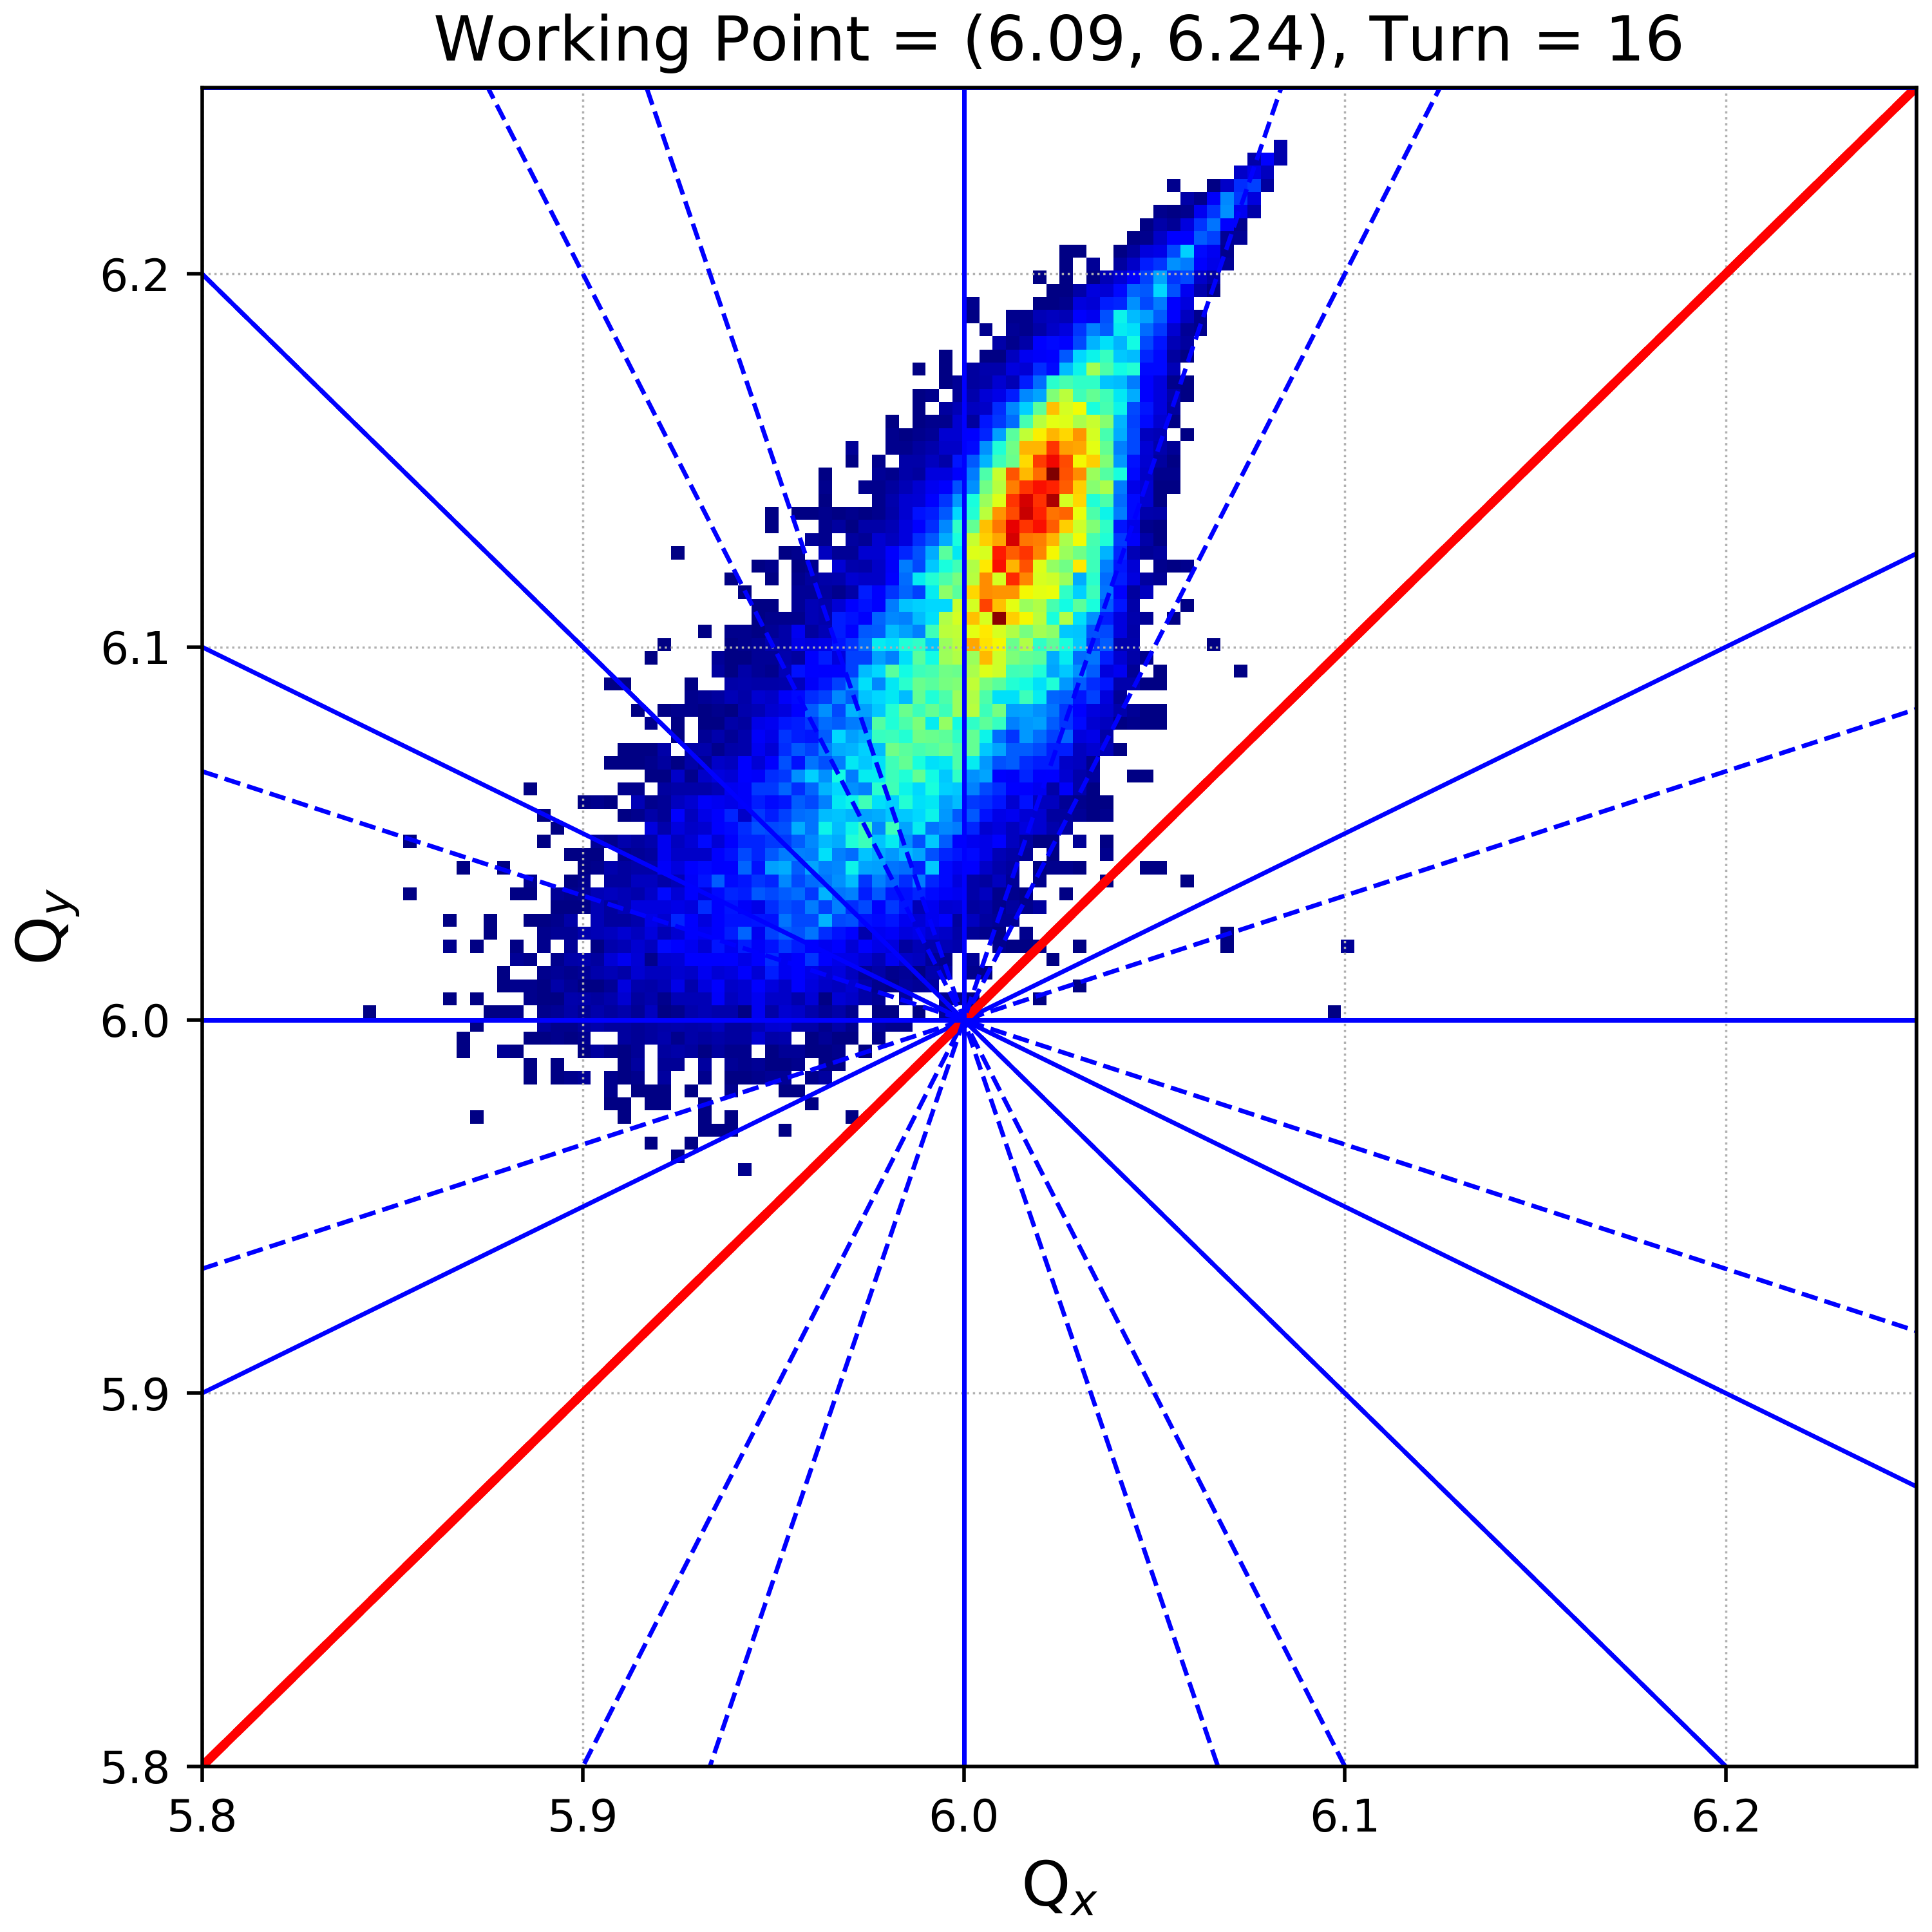 Working Point = (6.09, 6.24), Turn = 16
6.2
6.1
6.0
5.9
5.8
Qy
5.8 5.9 6.0 6.1 6.2
Qx